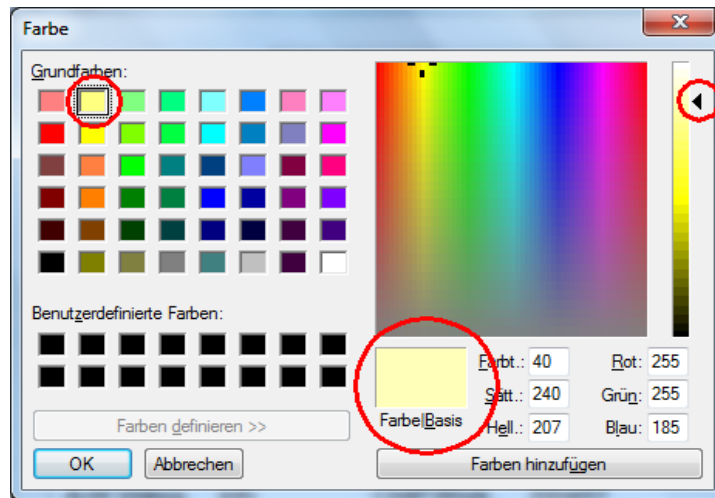 Farbe
Grundfarben:
Benutzerdefinierte Farben:
Farben definieren >>
OK Abbrechen
Farbe|Basis
Farbt.: 40 Rot: 255
Sätt.: 240 Grün: 255
Hell.: 207 Blau: 185
Farben hinzufügen